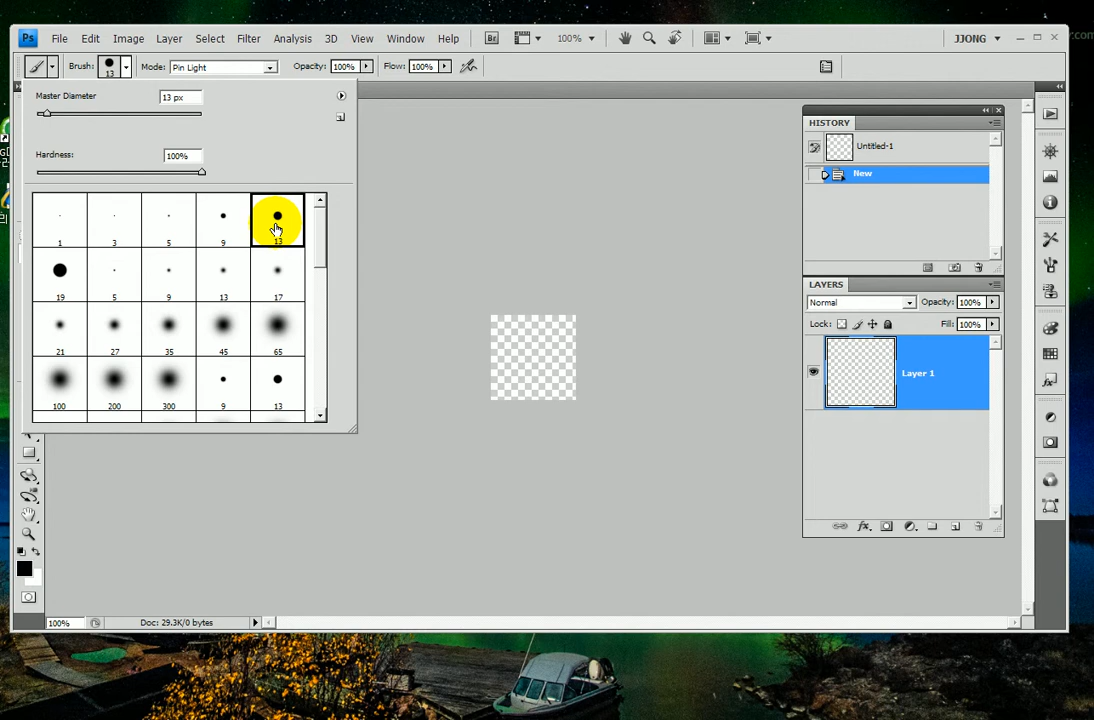 Ps File Edit Image Layer Select Filter Analysis 3D View Window Help Br 100% JJONG
Brush: 13 Mode: Pin Light Opacity: 100% Flow: 100%
Master Diameter 13 px
Hardness: 100%
1 3 5 9 13
19 5 9 13 17
21 27 35 45 65
100 200 300 9 13
HISTORY
Untitled-1
New
LAYERS
Normal Opacity: 100%
Lock: Fill: 100%
Layer 1
fx
100% Doc: 29.3K/0 bytes